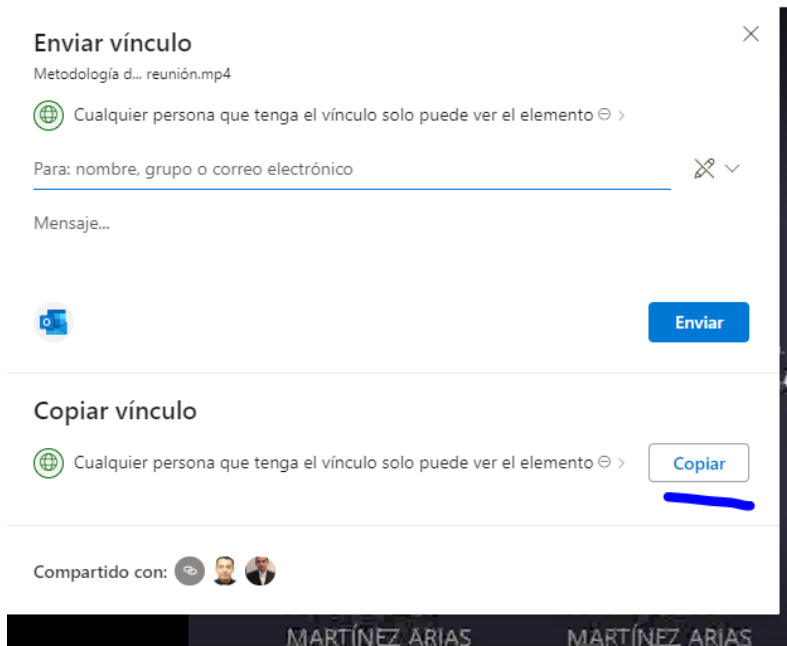 Enviar vínculo
Metodología d... reunión.mp4
Cualquier persona que tenga el vínculo solo puede ver el elemento
Para: nombre, grupo o correo electrónico
Mensaje...
Enviar
Copiar vínculo
Cualquier persona que tenga el vínculo solo puede ver el elemento
Copiar
Compartido con:
MARTÍNEZ ARIAS MARTÍNEZ ARIAS